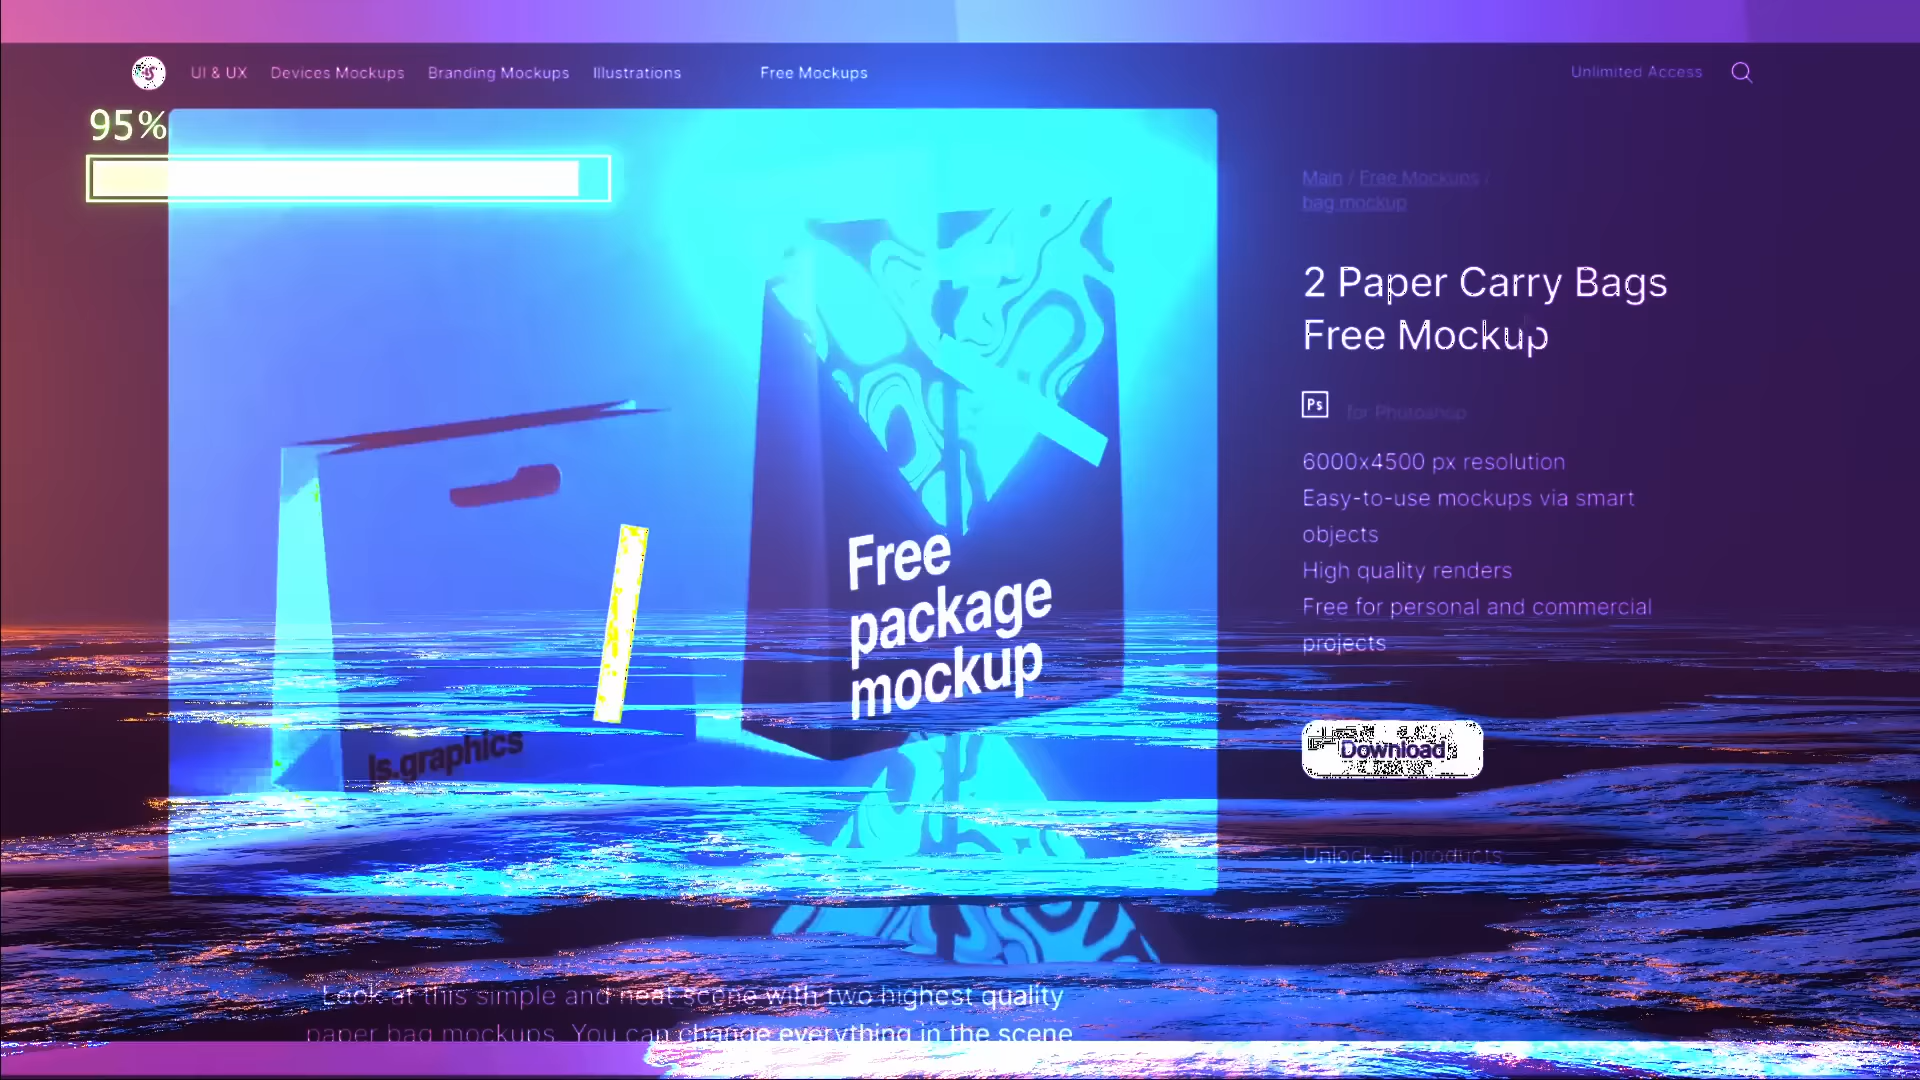 UI & UX Devices Mockups Branding Mockups Illustrations Free Mockups Unlimited Access
95%
Main / Free Mockups /
bag mockup
2 Paper Carry Bags
Free Mockup
Ps for Photoshop
6000x4500 px resolution
Easy-to-use mockups via smart
objects
High quality renders
Free for personal and commercial
projects
Download
Unlock all products
Free
package
mockup
ls.graphics
Look at this simple and neat scene with two highest quality
paper bag mockups. You can change everything in the scene